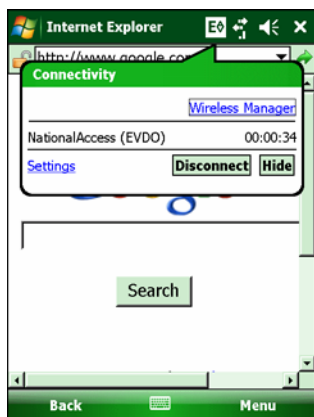 Internet Explorer
http://www.google.co
Connectivity
Wireless Manager
NationalAccess (EVDO) 00:00:34
Settings Disconnect Hide
Search
Back Menu